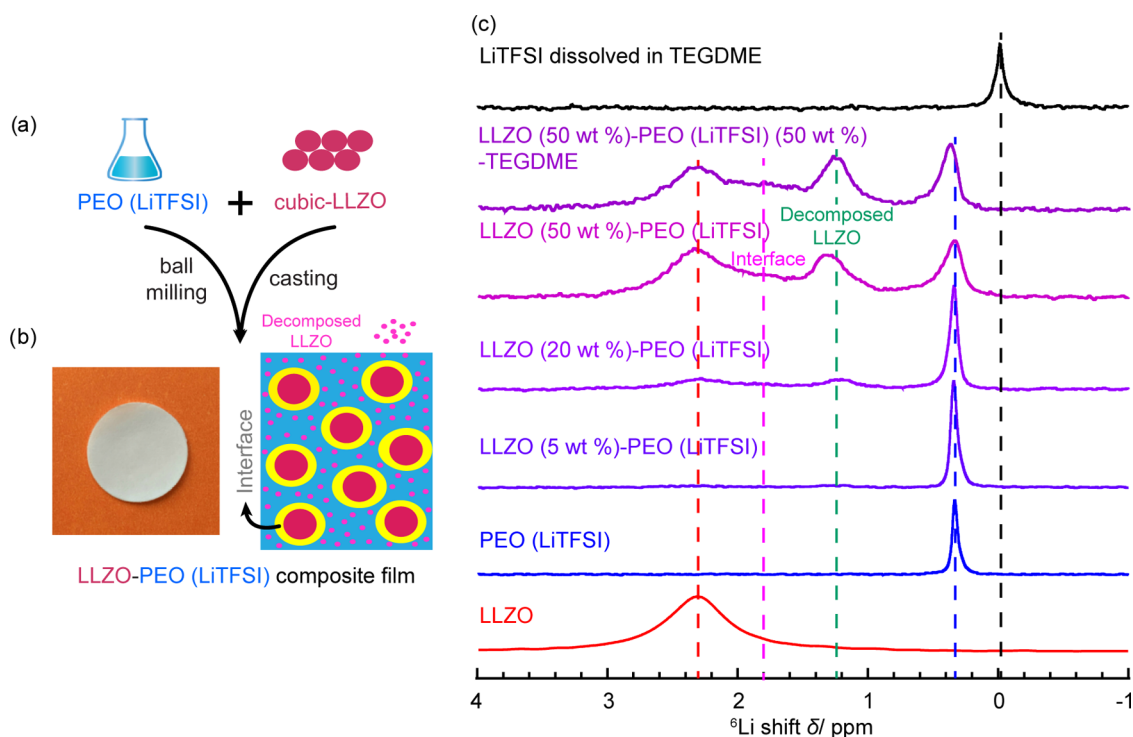 (a)
PEO (LiTFSI)
+
cubic-LLZO
ball
milling
casting
(b)
Decomposed
LLZO
Interface
LLZO-PEO (LiTFSI) composite film
(c)
LiTFSI dissolved in TEGDME
LLZO (50 wt %)-PEO (LiTFSI) (50 wt %)
-TEGDME
LLZO (50 wt %)-PEO (LiTFSI)
Decomposed
LLZO
Interface
LLZO (20 wt %)-PEO (LiTFSI)
LLZO (5 wt %)-PEO (LiTFSI)
PEO (LiTFSI)
LLZO
4 3 2 1 0 -1
⁶Li shift δ/ ppm